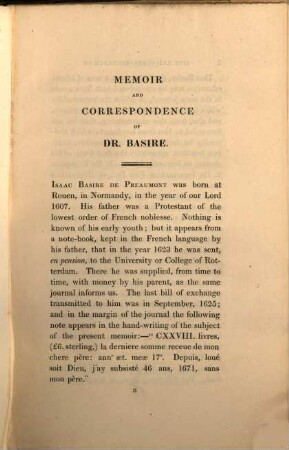 MEMOIR
AND
CORRESPONDENCE
OF
DR. BASIRE.
ISAAC BASIRE DE PREAUMONT was born at
Rouen, in Normandy, in the year of our Lord
1607. His father was a Protestant of the
lowest order of French noblesse. Nothing is
known of his early youth; but it appears from
a note-book, kept in the French language by
his father, that in the year 1623 he was sent,
en pension, to the University or College of Rot-
terdam. There he was supplied, from time to
time, with money by his parent, as the same
journal informs us. The last bill of exchange
transmitted to him was in September, 1625;
and in the margin of the journal the following
note appears in the hand-writing of the subject
of the present memoir:—“ CXXVIII. livres,
(£6. sterling,) la derniere somme receue de mon
chere père: ann° æt. meæ 17°. Depuis, loué
soit Dieu, j'ay subsisté 46 ans, 1671, sans
mon père.”
B